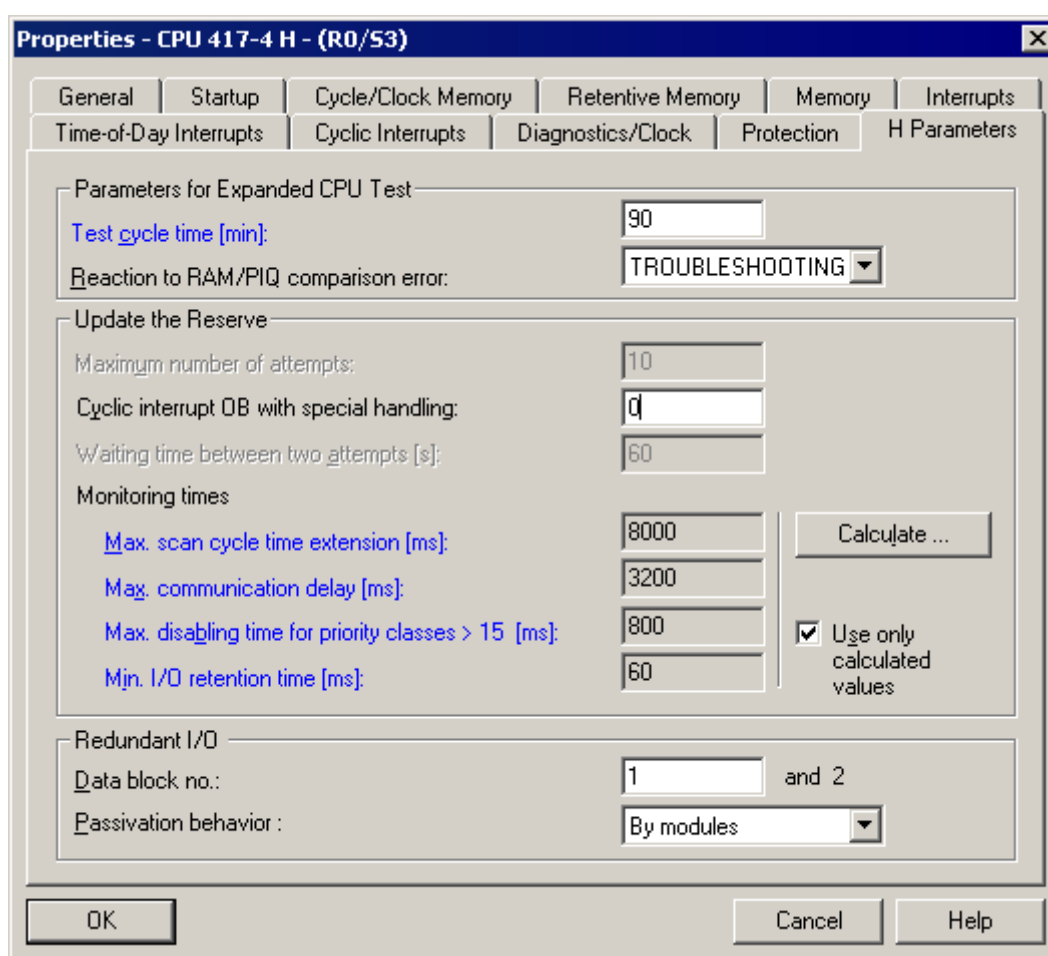 Properties - CPU 417-4 H - (R0/S3)
General Startup Cycle/Clock Memory Retentive Memory Memory Interrupts
Time-of-Day Interrupts Cyclic Interrupts Diagnostics/Clock Protection H Parameters
Parameters for Expanded CPU Test
Test cycle time [min]: 90
Reaction to RAM/PIQ comparison error: TROUBLESHOOTING
Update the Reserve
Maximum number of attempts: 10
Cyclic interrupt OB with special handling: 0
Waiting time between two attempts [s]: 60
Monitoring times
Max. scan cycle time extension [ms]: 8000 Calculate ...
Max. communication delay [ms]: 3200
Max. disabling time for priority classes > 15 [ms]: 800 Use only
calculated
Min. I/O retention time [ms]: 60
values
Redundant I/O
Data block no.: 1 and 2
Passivation behavior : By modules
OK Cancel Help